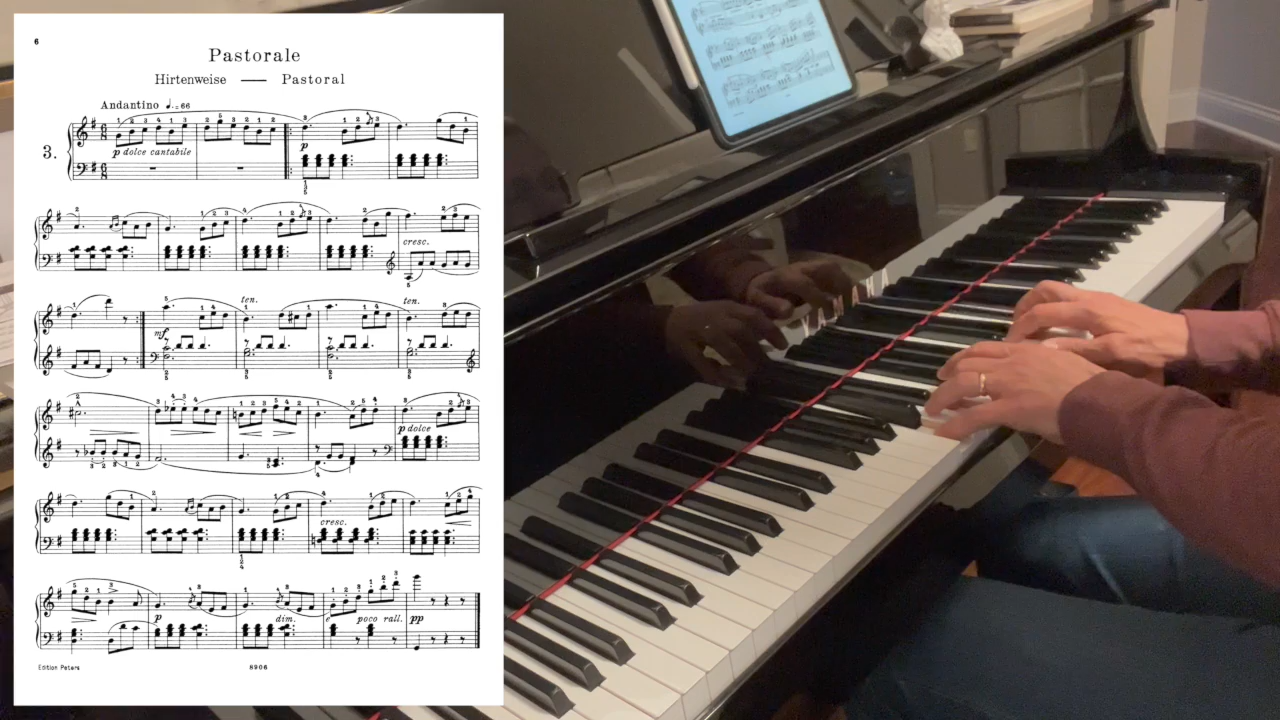 6
Pastorale
Hirtenweise — Pastoral
Andantino ♩. = 66
3.
p dolce cantabile
p
cresc.
mf
ten.
ten.
p dolce
cresc.
dim. e poco rall. pp
Edition Peters
8906
YAMAHA